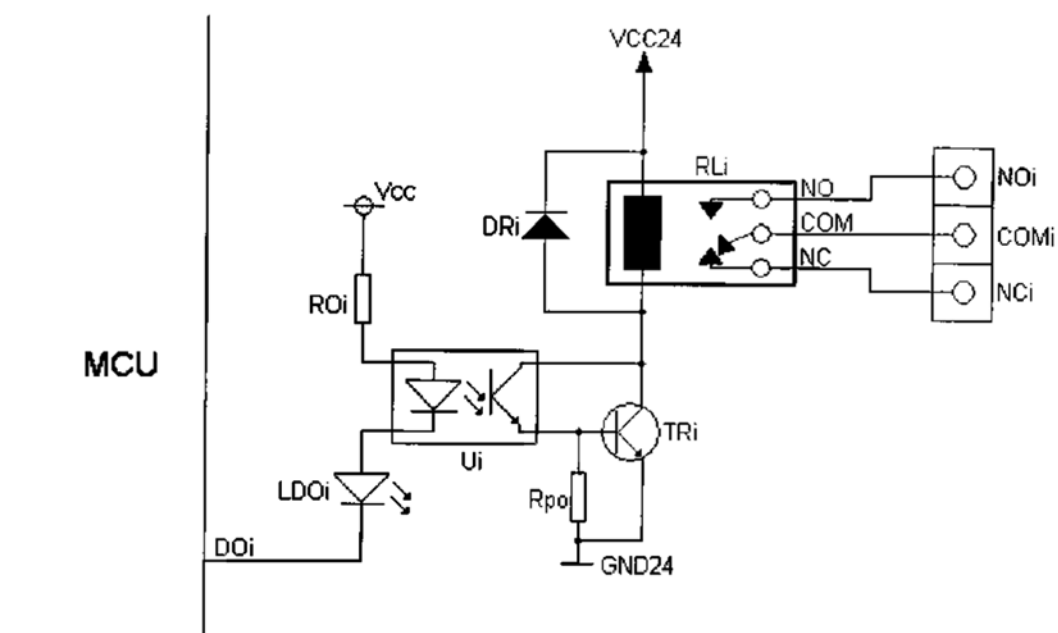 VCC24
RLi
NO
NOi
Vcc
DRi
COM
COMi
NC
NCi
ROi
MCU
TRi
Ui
LDOi
Rpo
DOi
GND24